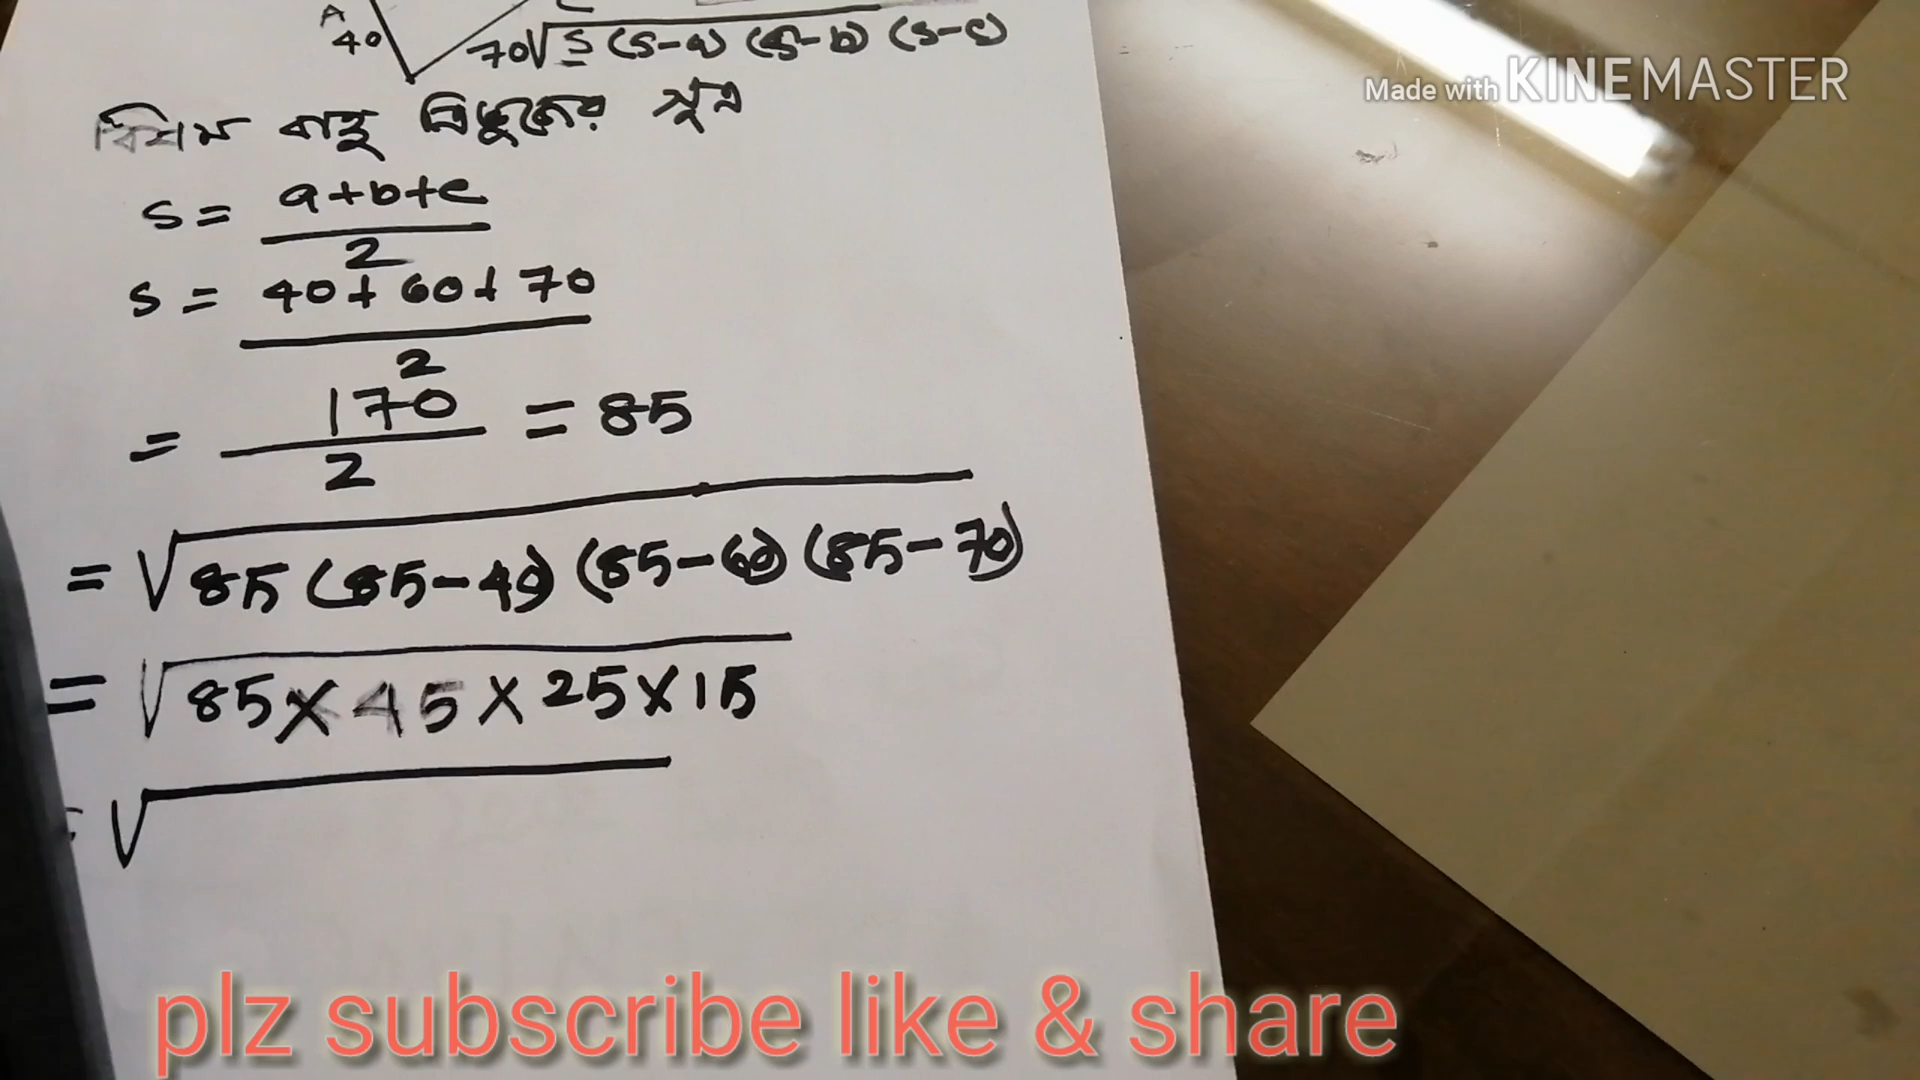 A
40
70√s (s-a) (s-b) (s-c)
Made with KINEMASTER
বিষম বাহু ত্রিভুজের সূত্র
s = a+b+c
2
s = 40+60+70
2
= 170 = 85
2
= √85 (85-40) (85-60) (85-70)
= √85×45×25×15
= √
plz subscribe like & share